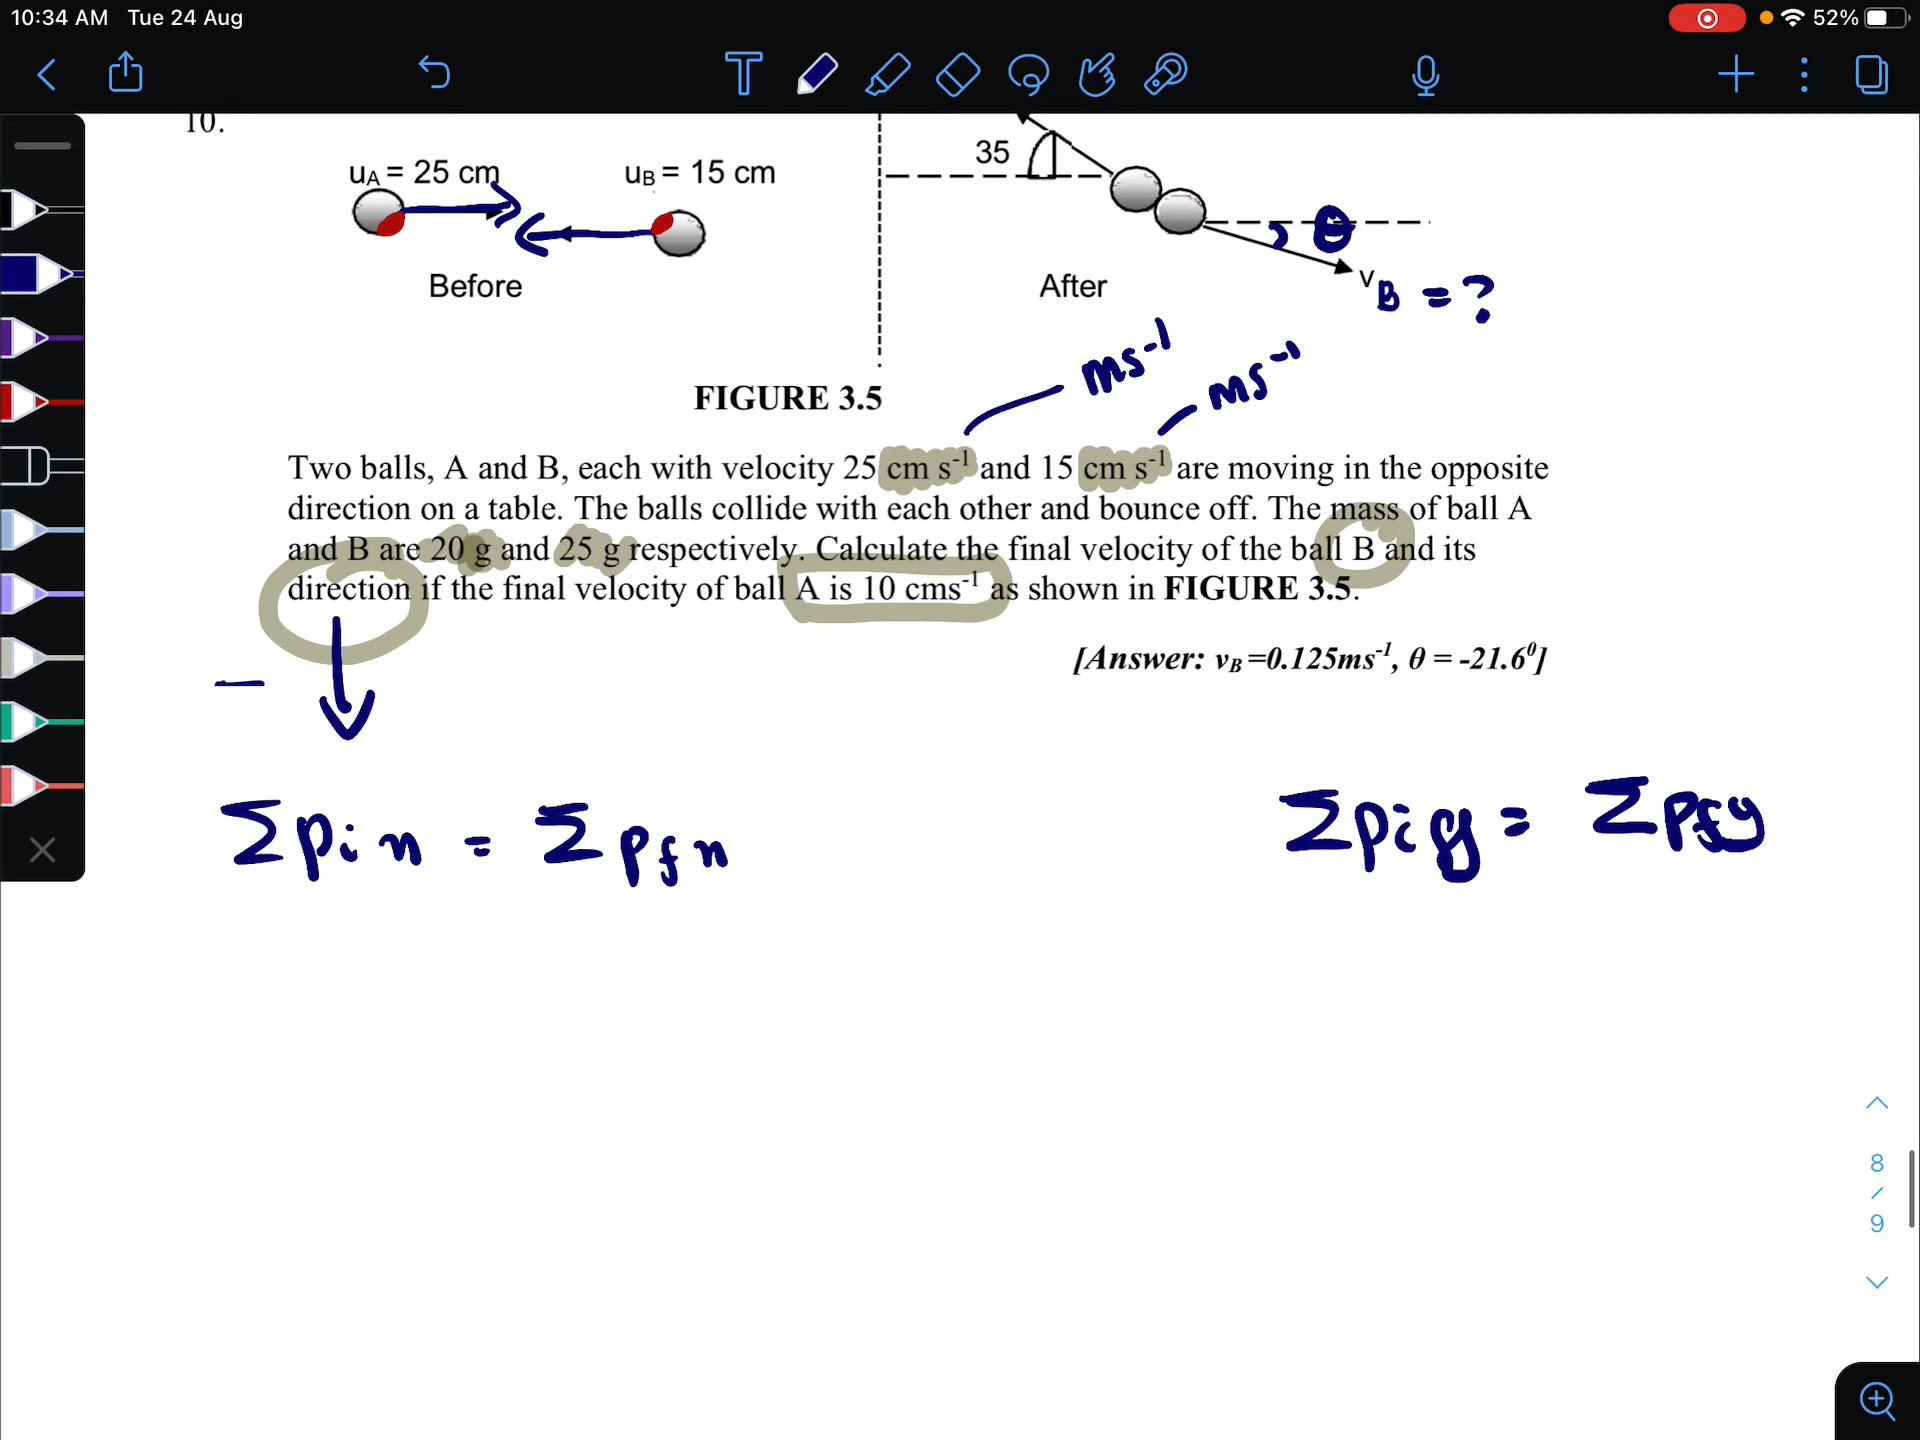 10:34 AM Tue 24 Aug
52%
T
10.
uA = 25 cm
uB = 15 cm
35
θ
Before
After
vB = ?
ms⁻¹
ms⁻¹
FIGURE 3.5
Two balls, A and B, each with velocity 25 cm s⁻¹ and 15 cm s⁻¹ are moving in the opposite
direction on a table. The balls collide with each other and bounce off. The mass of ball A
and B are 20 g and 25 g respectively. Calculate the final velocity of the ball B and its
direction if the final velocity of ball A is 10 cms⁻¹ as shown in FIGURE 3.5.
[Answer: vB=0.125ms⁻¹, θ = -21.6⁰]
Σpix = Σpfx
Σpiy = Σpfy
8
/
9